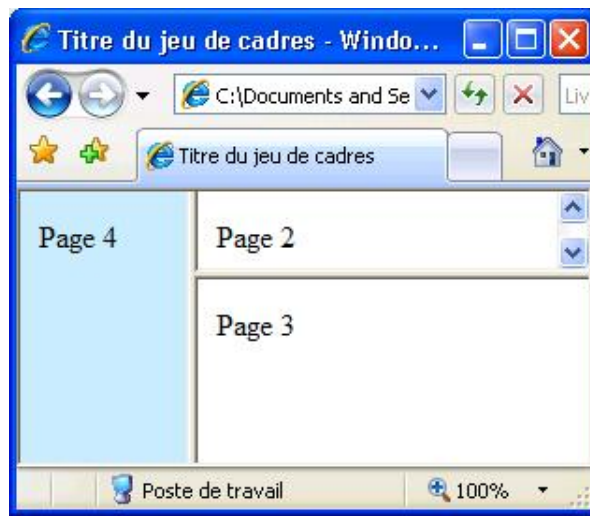 Titre du jeu de cadres - Windo...
C:\Documents and Se
Liv
Titre du jeu de cadres
Page 4
Page 2
Page 3
Poste de travail
100%